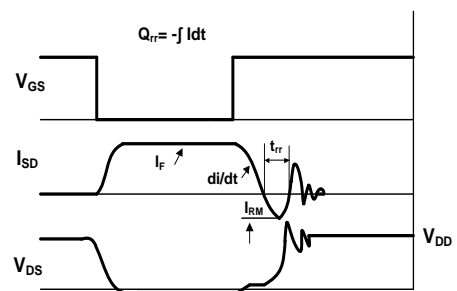 Qrr= -∫ Idt
VGS
ISD
IF
di/dt
trr
IRM
VDD
VDS